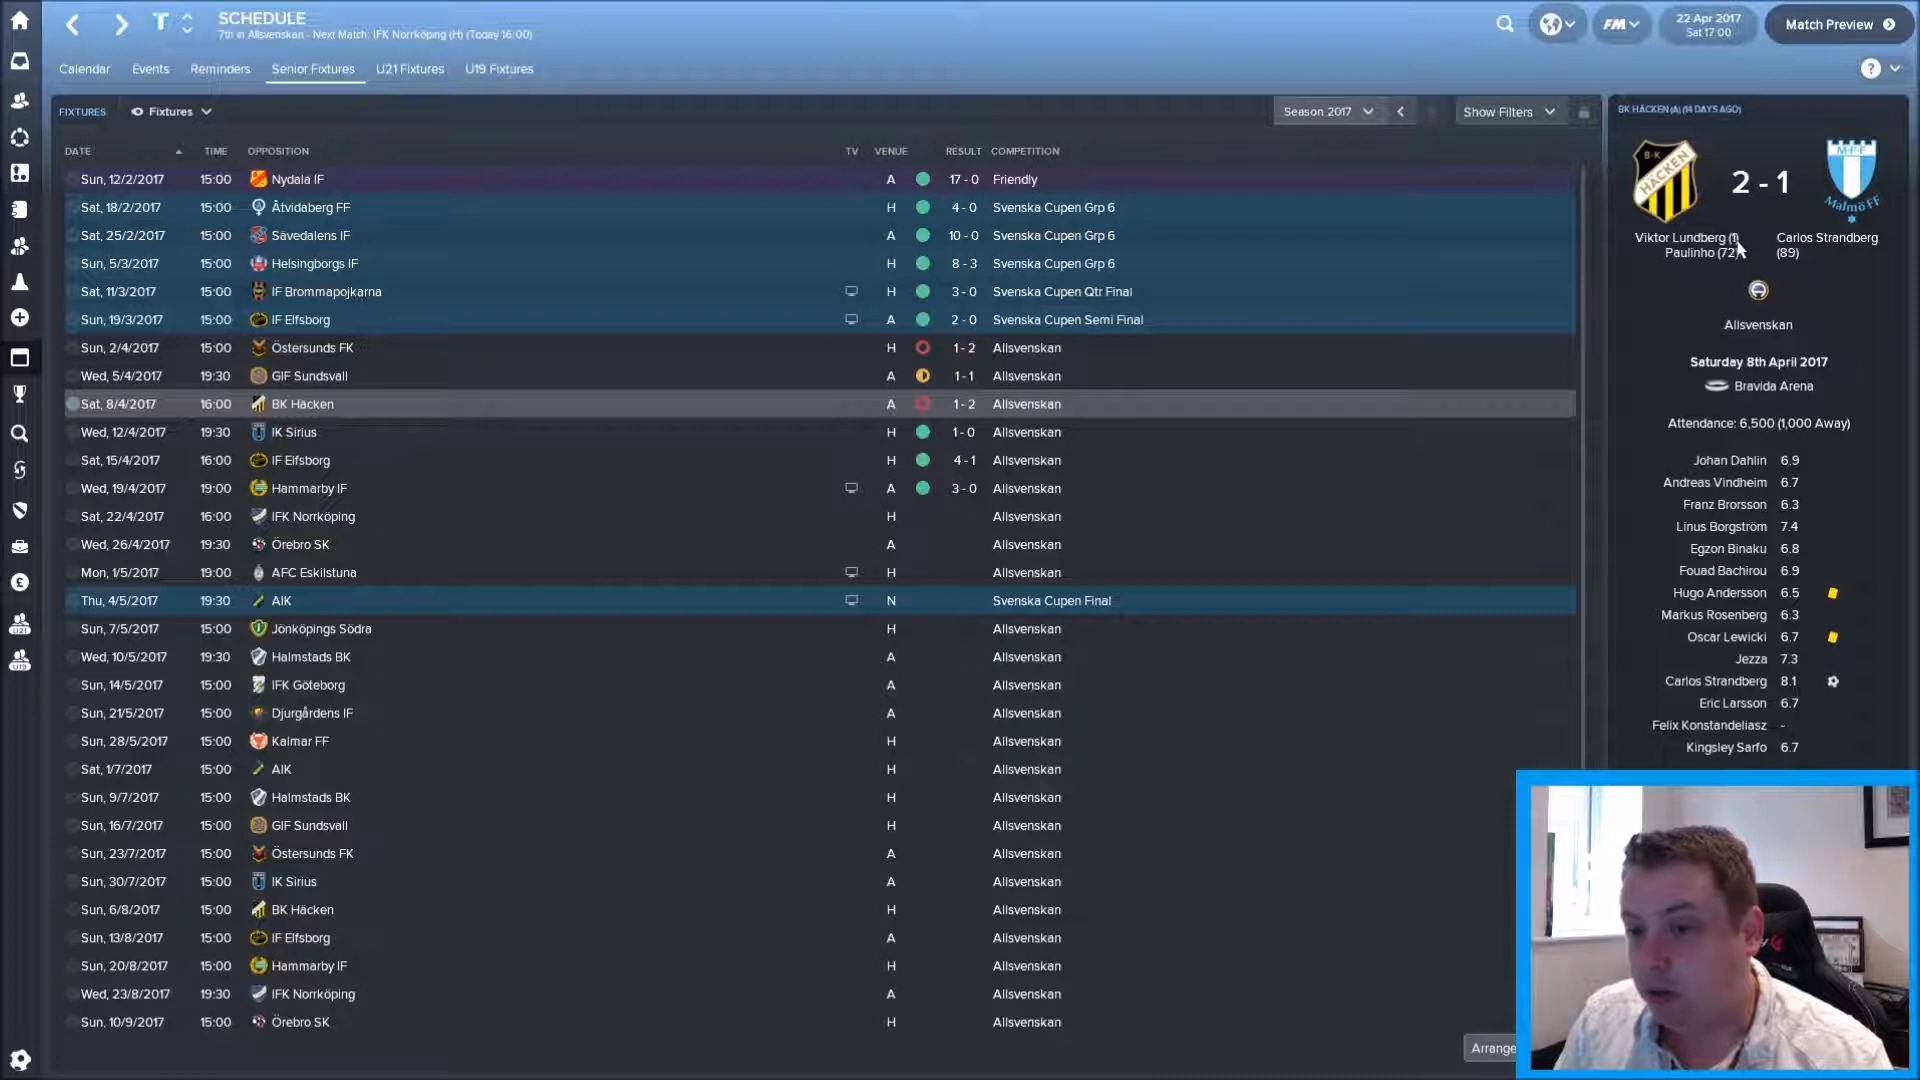 SCHEDULE
7th in Allsvenskan - Next Match: IFK Norrköping (H) (Today 16:00)
FM
22 Apr 2017
Sat 17:00
Match Preview
Calendar Events Reminders Senior Fixtures U21 Fixtures U19 Fixtures
?
FIXTURES Fixtures Season 2017 Show Filters
DATE TIME OPPOSITION TV VENUE RESULT COMPETITION
Sun, 12/2/2017 15:00 Nydala IF A 17 - 0 Friendly
Sat, 18/2/2017 15:00 Åtvidaberg FF H 4 - 0 Svenska Cupen Grp 6
Sat, 25/2/2017 15:00 Sävedalens IF A 10 - 0 Svenska Cupen Grp 6
Sun, 5/3/2017 15:00 Helsingborgs IF H 8 - 3 Svenska Cupen Grp 6
Sat, 11/3/2017 15:00 IF Brommapojkarna H 3 - 0 Svenska Cupen Qtr Final
Sun, 19/3/2017 15:00 IF Elfsborg A 2 - 0 Svenska Cupen Semi Final
Sun, 2/4/2017 15:00 Östersunds FK H 1 - 2 Allsvenskan
Wed, 5/4/2017 19:30 GIF Sundsvall A 1 - 1 Allsvenskan
Sat, 8/4/2017 16:00 BK Häcken A 1 - 2 Allsvenskan
Wed, 12/4/2017 19:30 IK Sirius H 1 - 0 Allsvenskan
Sat, 15/4/2017 16:00 IF Elfsborg H 4 - 1 Allsvenskan
Wed, 19/4/2017 19:00 Hammarby IF A 3 - 0 Allsvenskan
Sat, 22/4/2017 16:00 IFK Norrköping H Allsvenskan
Wed, 26/4/2017 19:30 Örebro SK A Allsvenskan
Mon, 1/5/2017 19:00 AFC Eskilstuna H Allsvenskan
Thu, 4/5/2017 19:30 AIK N Svenska Cupen Final
Sun, 7/5/2017 15:00 Jönköpings Södra H Allsvenskan
Wed, 10/5/2017 19:30 Halmstads BK A Allsvenskan
Sun, 14/5/2017 15:00 IFK Göteborg A Allsvenskan
Sun, 21/5/2017 15:00 Djurgårdens IF A Allsvenskan
Sun, 28/5/2017 15:00 Kalmar FF H Allsvenskan
Sat, 1/7/2017 15:00 AIK H Allsvenskan
Sun, 9/7/2017 15:00 Halmstads BK H Allsvenskan
Sun, 16/7/2017 15:00 GIF Sundsvall H Allsvenskan
Sun, 23/7/2017 15:00 Östersunds FK A Allsvenskan
Sun, 30/7/2017 15:00 IK Sirius A Allsvenskan
Sun, 6/8/2017 15:00 BK Häcken H Allsvenskan
Sun, 13/8/2017 15:00 IF Elfsborg A Allsvenskan
Sun, 20/8/2017 15:00 Hammarby IF H Allsvenskan
Wed, 23/8/2017 19:30 IFK Norrköping A Allsvenskan
Sun, 10/9/2017 15:00 Örebro SK H Allsvenskan
Arrange
U21
U19
BK HÄCKEN (A) (14 DAYS AGO)
B-K HÄCKEN 2 - 1 MFF Malmö FF
Viktor Lundberg (1) Carlos Strandberg
Paulinho (72) (89)
Allsvenskan
Saturday 8th April 2017
Bravida Arena
Attendance: 6,500 (1,000 Away)
Johan Dahlin 6.9
Andreas Vindheim 6.7
Franz Brorsson 6.3
Linus Borgström 7.4
Egzon Binaku 6.8
Fouad Bachirou 6.9
Hugo Andersson 6.5
Markus Rosenberg 6.3
Oscar Lewicki 6.7
Jezza 7.3
Carlos Strandberg 8.1
Eric Larsson 6.7
Felix Konstandeliasz -
Kingsley Sarfo 6.7